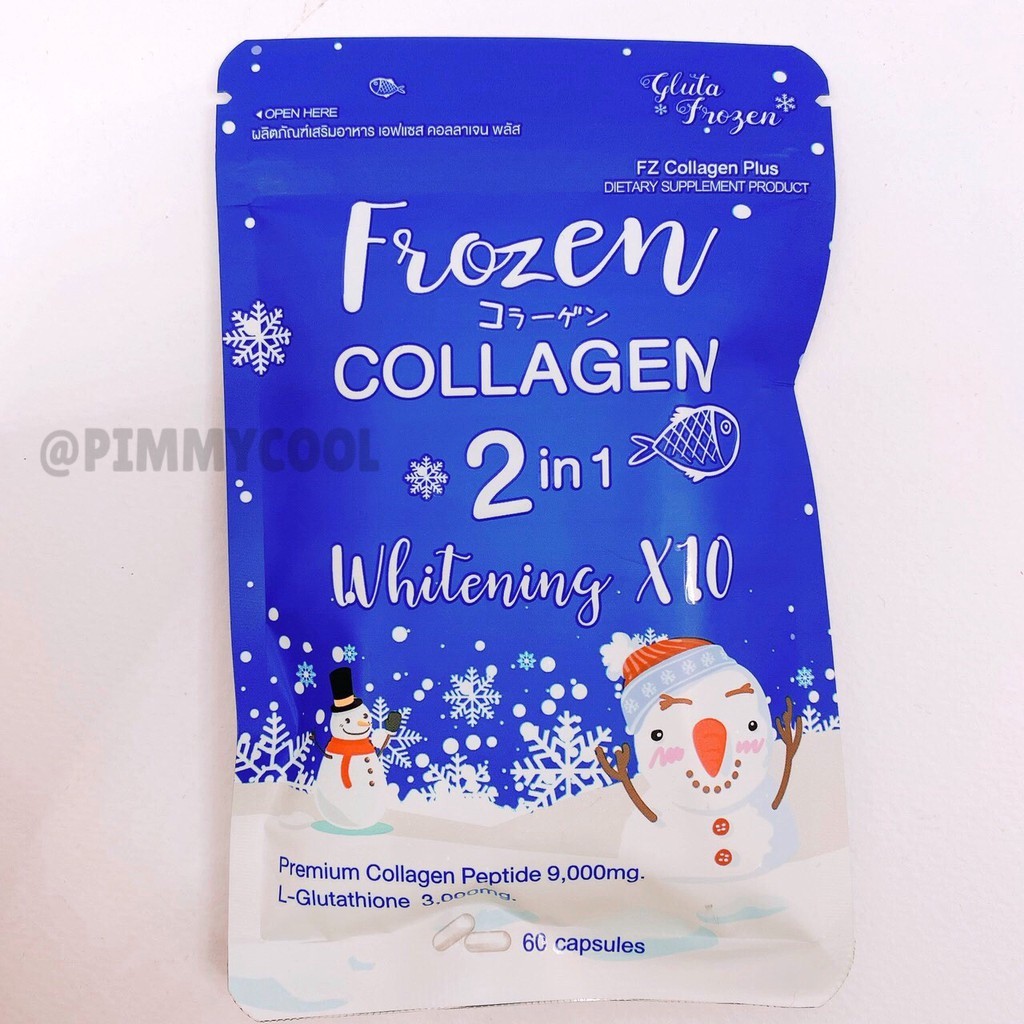 Gluta
Frozen
◄ OPEN HERE
ผลิตภัณฑ์เสริมอาหาร เอฟแซส คอลลาเจน พลัส
FZ Collagen Plus
DIETARY SUPPLEMENT PRODUCT
Frozen
コラーゲン
COLLAGEN
2 in 1
@PIMMYCOOL
Whitening X10
Premium Collagen Peptide 9,000mg.
L-Glutathione 3,000mg.
60 capsules